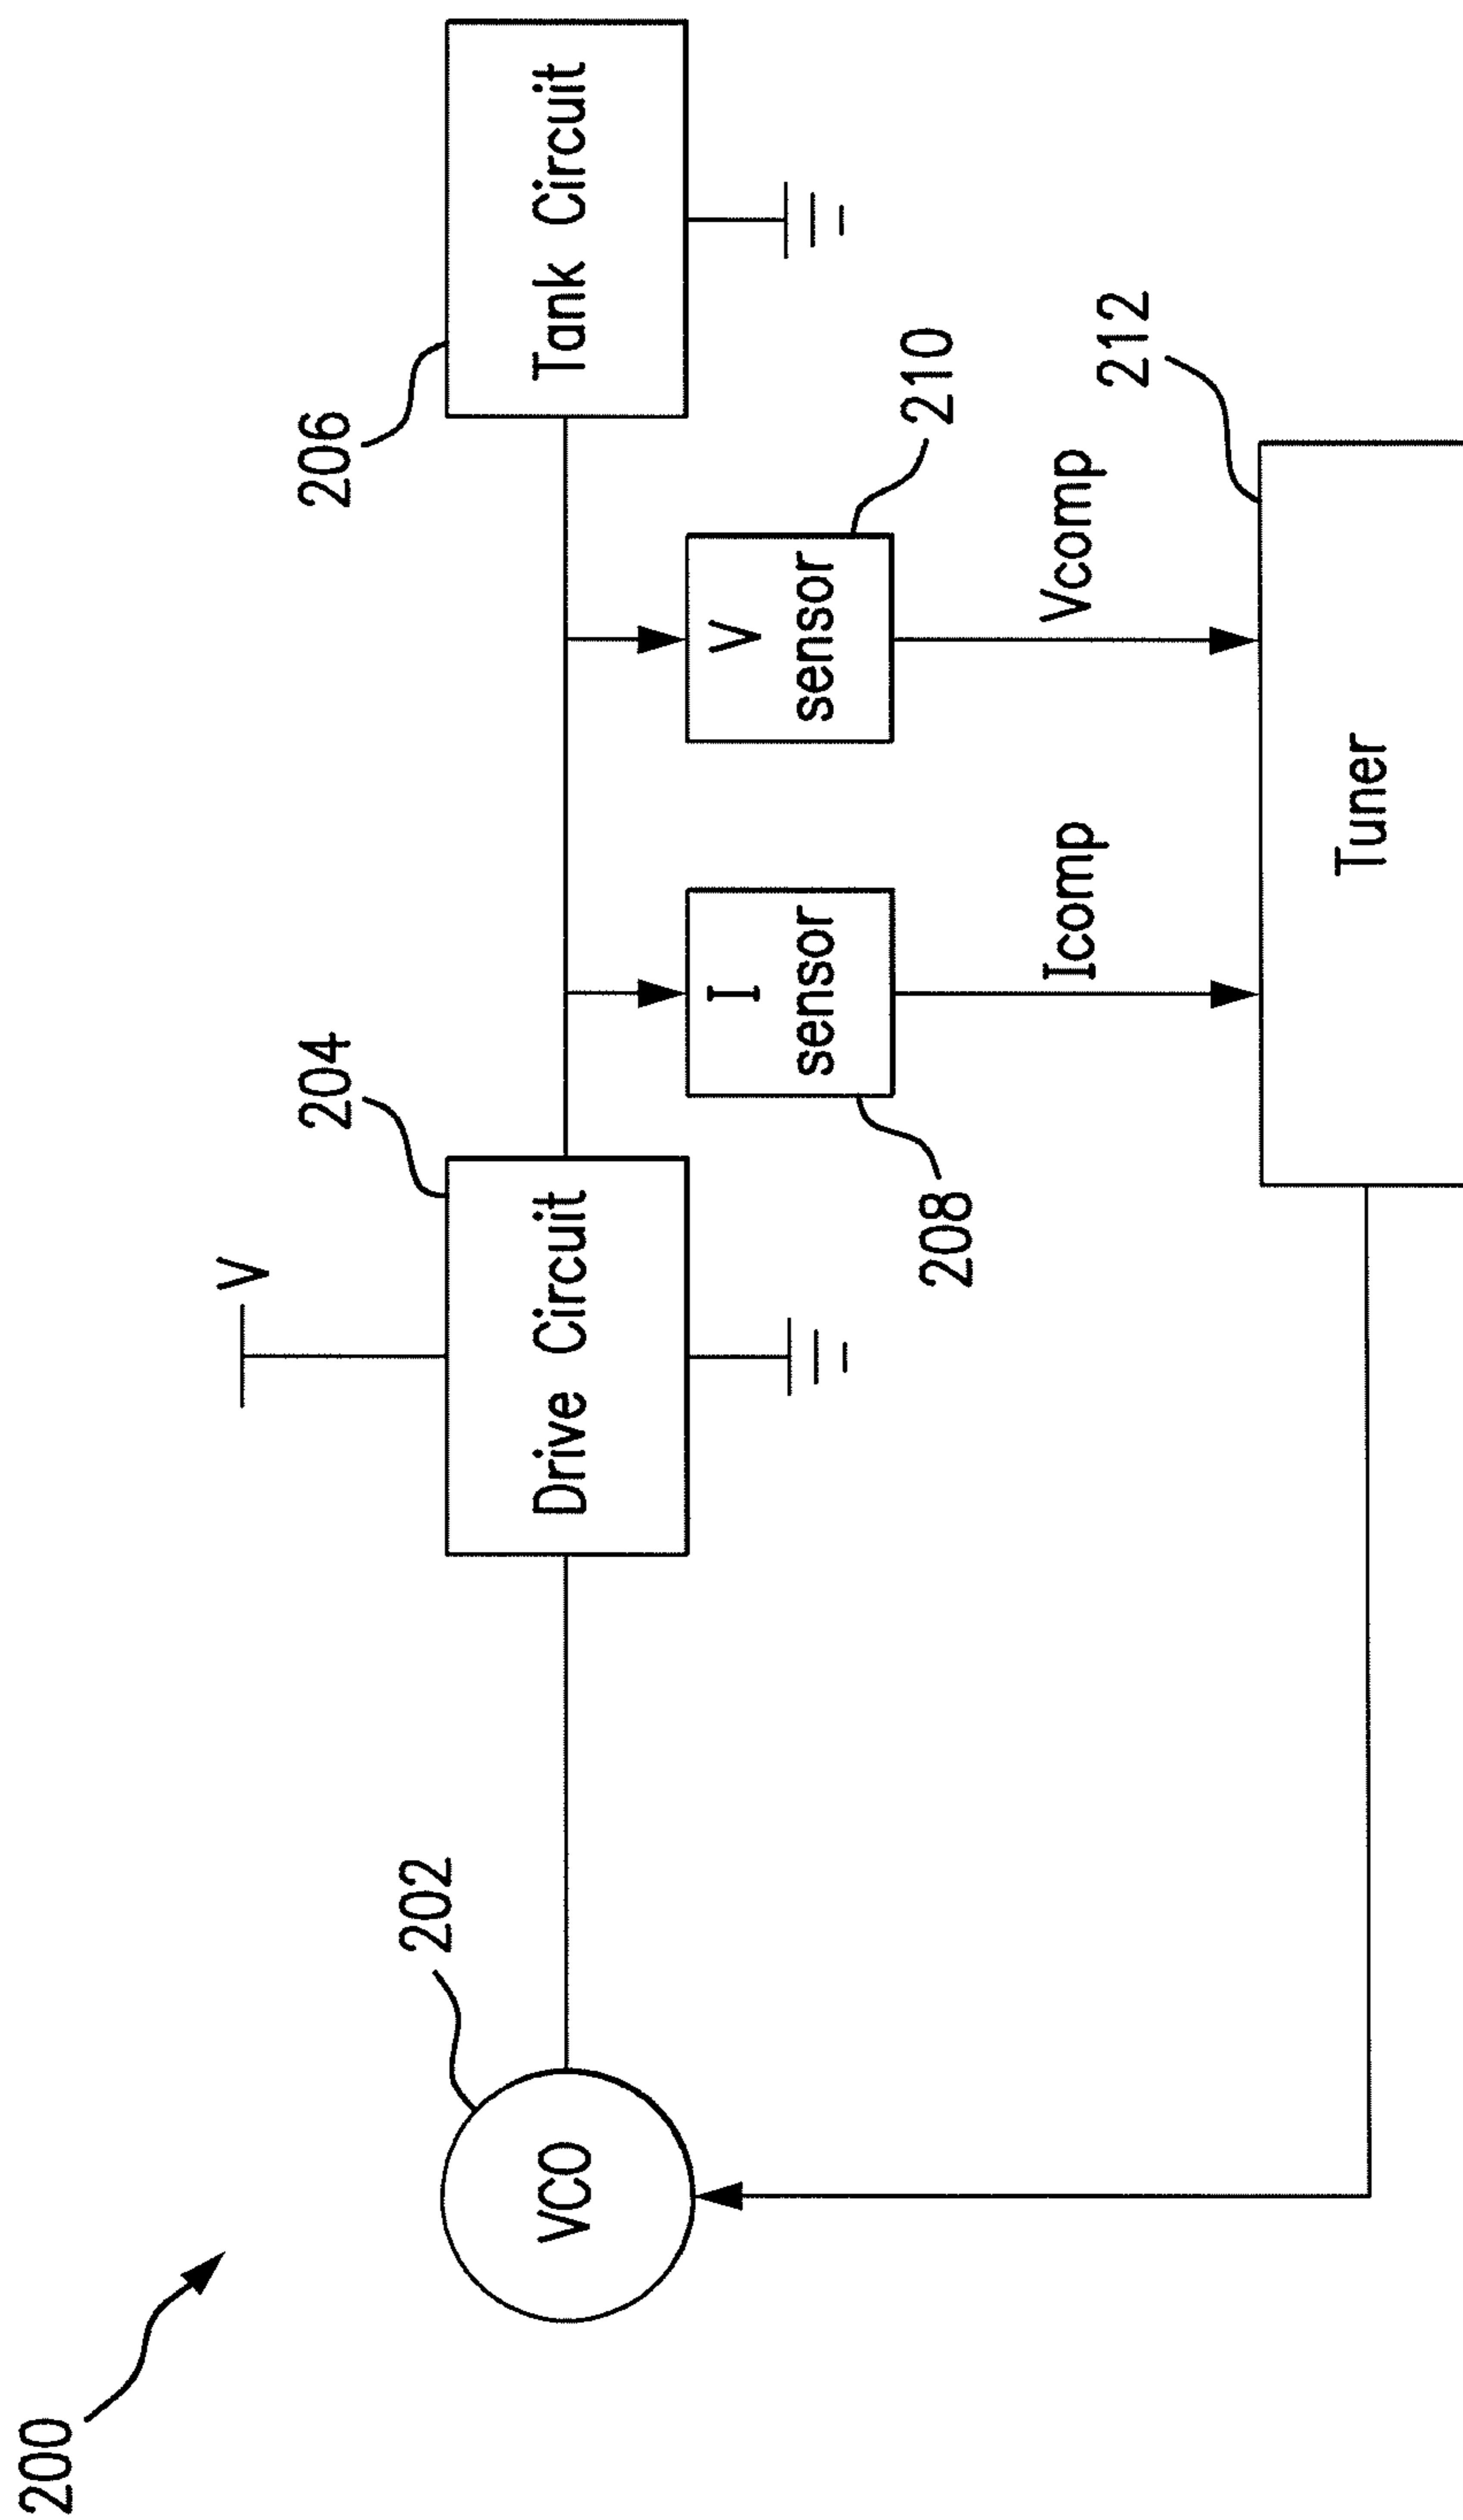 200
202
VCO
V
204
Drive Circuit
206
Tank Circuit
208
I
sensor
210
V
sensor
Icomp
Vcomp
212
Tuner